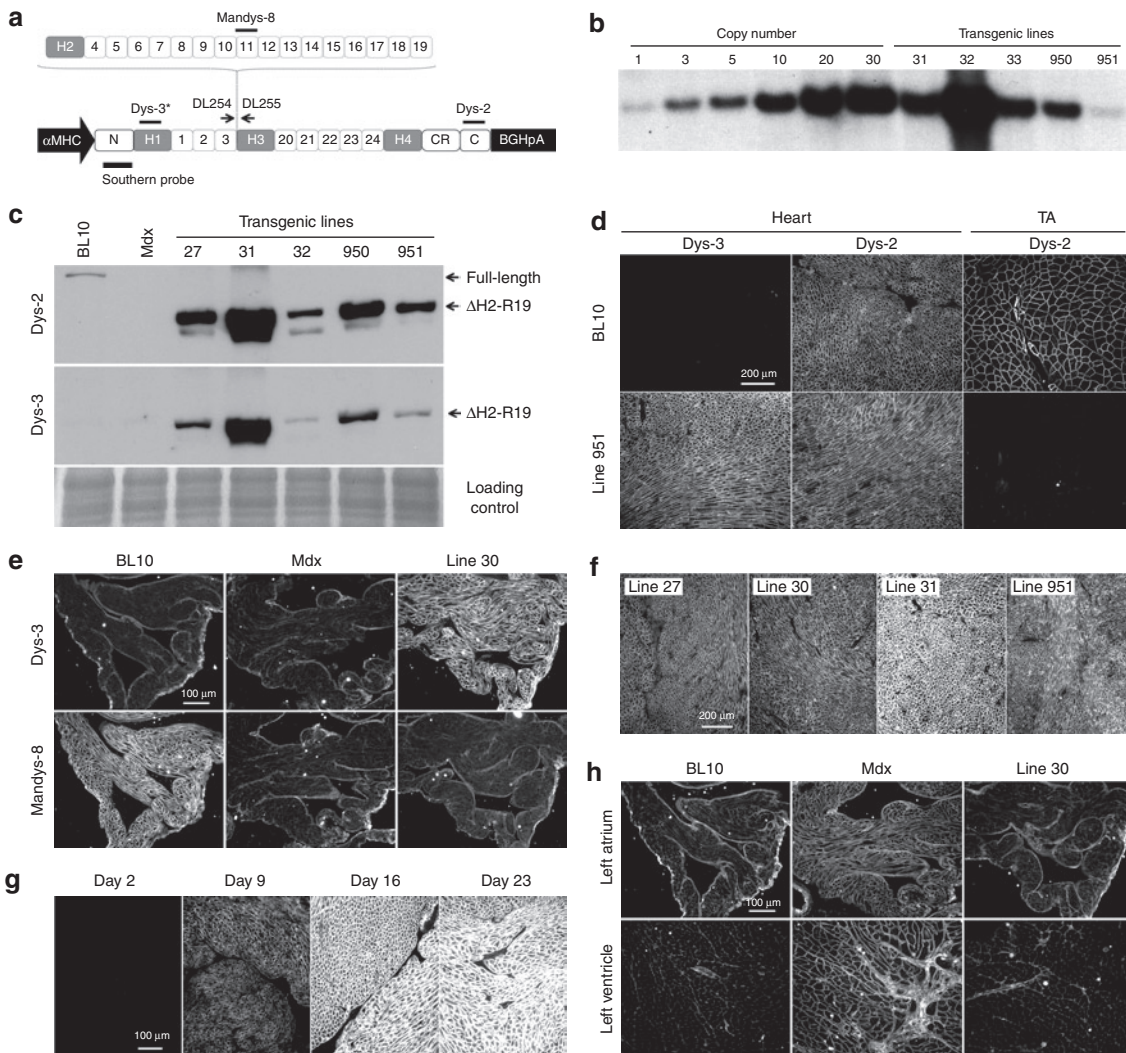 a
Mandys-8
H2 4 5 6 7 8 9 10 11 12 13 14 15 16 17 18 19
Dys-3* DL254 DL255 Dys-2
αMHC N H1 1 2 3 H3 20 21 22 23 24 H4 CR C BGHpA
Southern probe
b
Copy number Transgenic lines
1 3 5 10 20 30 31 32 33 950 951
c
BL10 Mdx Transgenic lines
27 31 32 950 951
Dys-2
Full-length
ΔH2-R19
Dys-3
ΔH2-R19
Loading
control
d
Heart TA
Dys-3 Dys-2 Dys-2
BL10
200 μm
Line 951
e
BL10 Mdx Line 30
Dys-3
100 μm
Mandys-8
f
Line 27 Line 30 Line 31 Line 951
200 μm
g
Day 2 Day 9 Day 16 Day 23
100 μm
h
BL10 Mdx Line 30
Left atrium
100 μm
Left ventricle